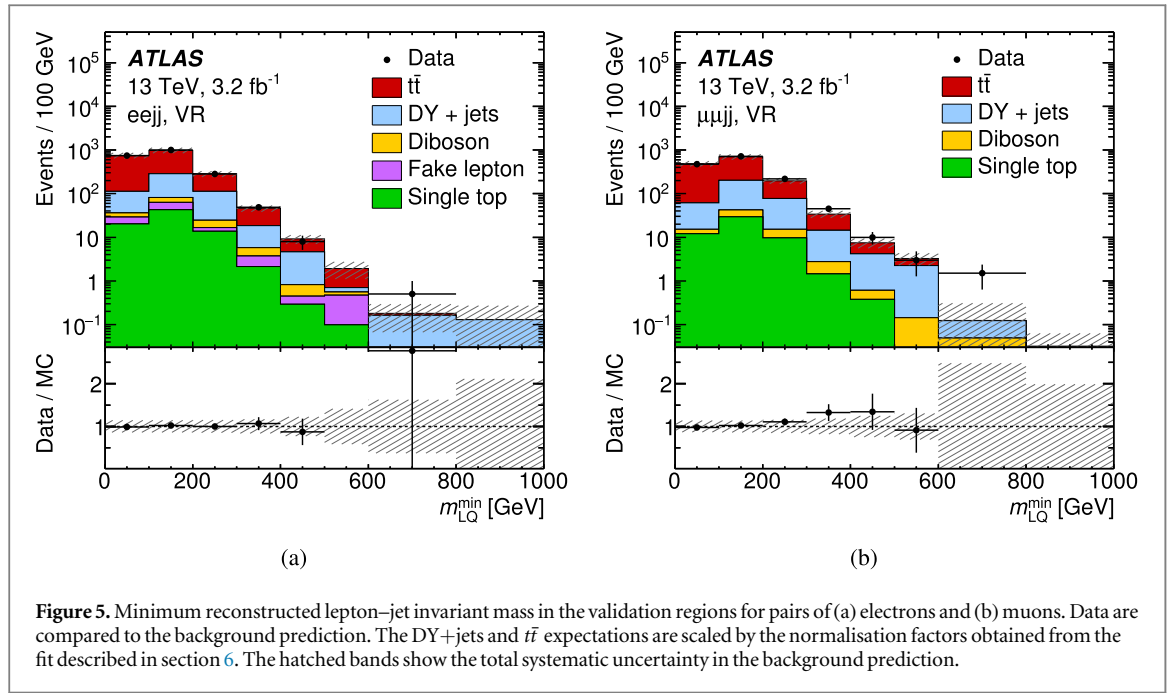 ATLAS
13 TeV, 3.2 fb⁻¹
eejj, VR
Data
tt̄
DY + jets
Diboson
Fake lepton
Single top
Events / 100 GeV
10⁵
10⁴
10³
10²
10
1
10⁻¹
Data / MC
2
1
0 200 400 600 800 1000
m_LQ^min [GeV]
(a)
ATLAS
13 TeV, 3.2 fb⁻¹
μμjj, VR
Data
tt̄
DY + jets
Diboson
Single top
Events / 100 GeV
10⁵
10⁴
10³
10²
10
1
10⁻¹
Data / MC
2
1
0 200 400 600 800 1000
m_LQ^min [GeV]
(b)
Figure 5. Minimum reconstructed lepton–jet invariant mass in the validation regions for pairs of (a) electrons and (b) muons. Data are
compared to the background prediction. The DY+jets and tt̄ expectations are scaled by the normalisation factors obtained from the
fit described in section 6. The hatched bands show the total systematic uncertainty in the background prediction.